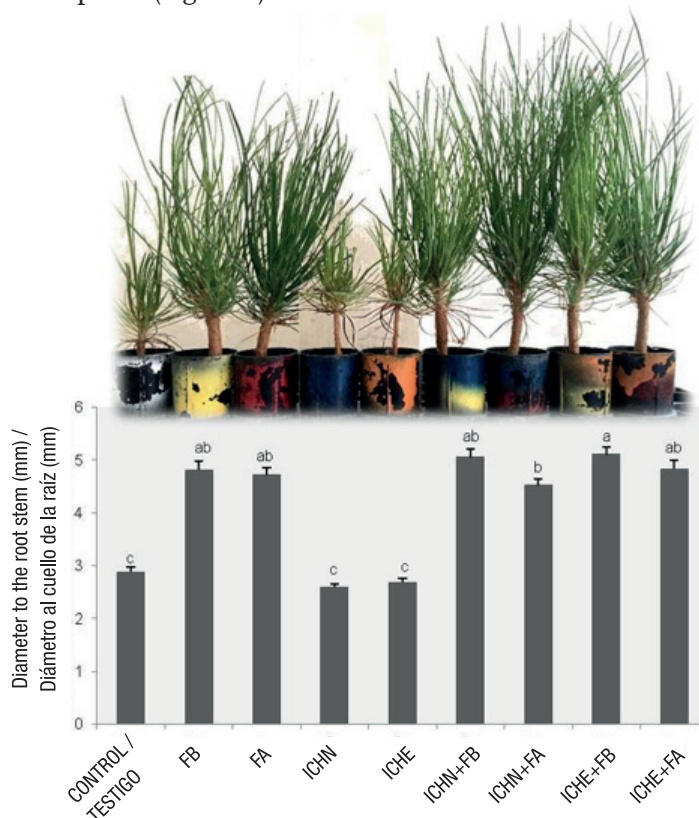 6
5
4
3
2
1
0
Diameter to the root stem (mm) /
Diámetro al cuello de la raíz (mm)
c
ab
ab
c
c
ab
b
a
ab
CONTROL /
TESTIGO
FB
FA
ICHN
ICHE
ICHN+FB
ICHN+FA
ICHE+FB
ICHE+FA